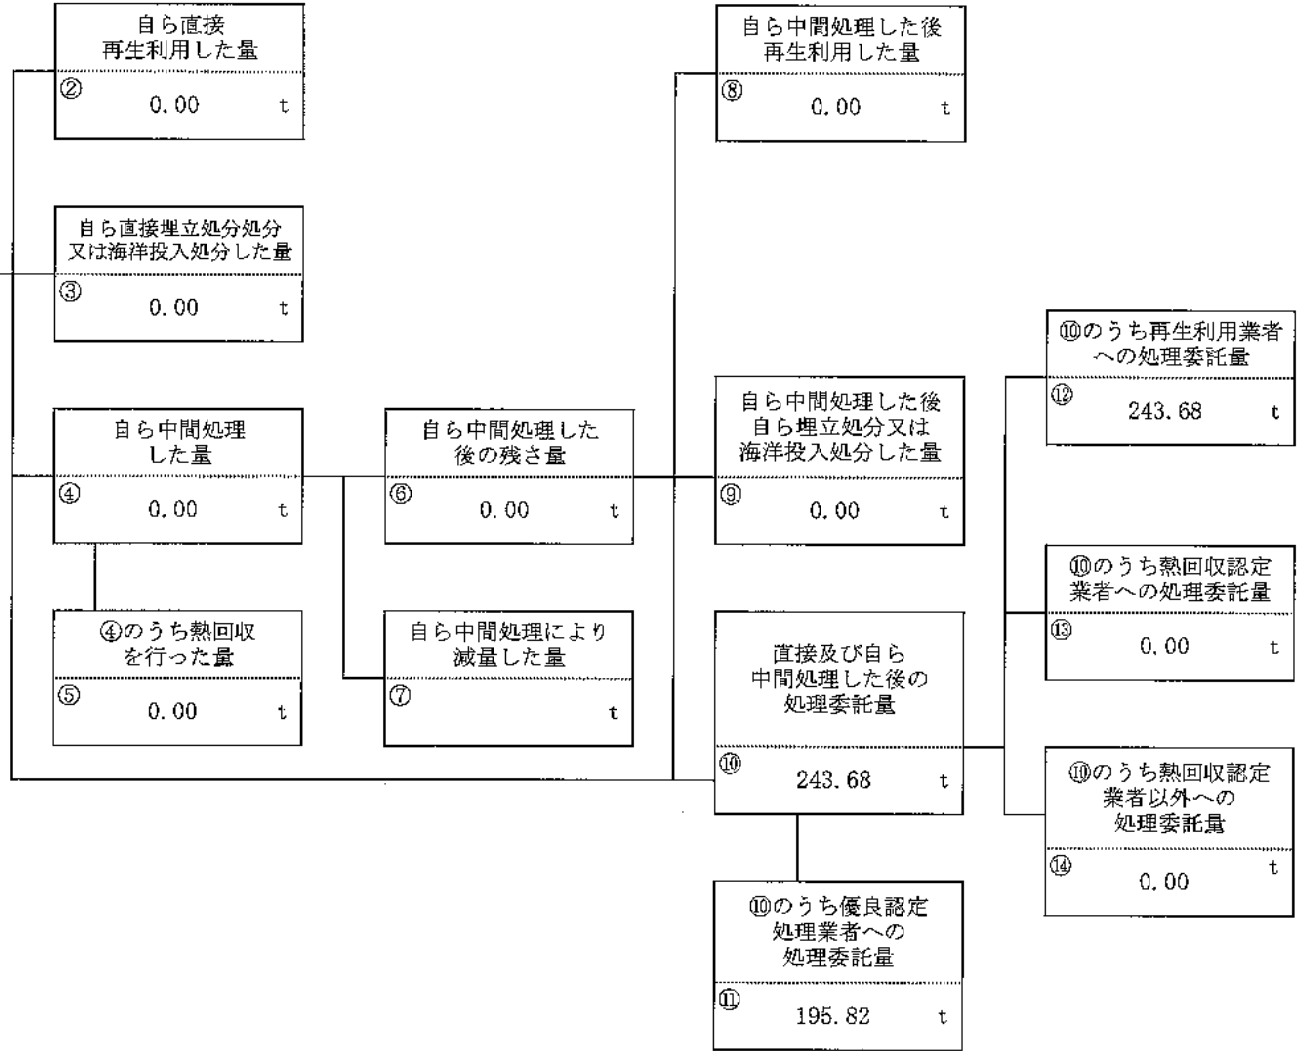 自ら直接
再生利用した量
② 0.00 t
自ら直接埋立処分処分
又は海洋投入処分した量
③ 0.00 t
自ら中間処理
した量
④ 0.00 t
④のうち熱回収
を行った量
⑤ 0.00 t
自ら中間処理した
後の残さ量
⑥ 0.00 t
自ら中間処理により
減量した量
⑦ t
自ら中間処理した後
再生利用した量
⑧ 0.00 t
自ら中間処理した後
自ら埋立処分又は
海洋投入処分した量
⑨ 0.00 t
直接及び自ら
中間処理した後の
処理委託量
⑩ 243.68 t
⑩のうち優良認定
処理業者への
処理委託量
⑪ 195.82 t
⑩のうち再生利用業者
への処理委託量
⑫ 243.68 t
⑩のうち熱回収認定
業者への処理委託量
⑬ 0.00 t
⑩のうち熱回収認定
業者以外への
処理委託量
⑭ 0.00 t